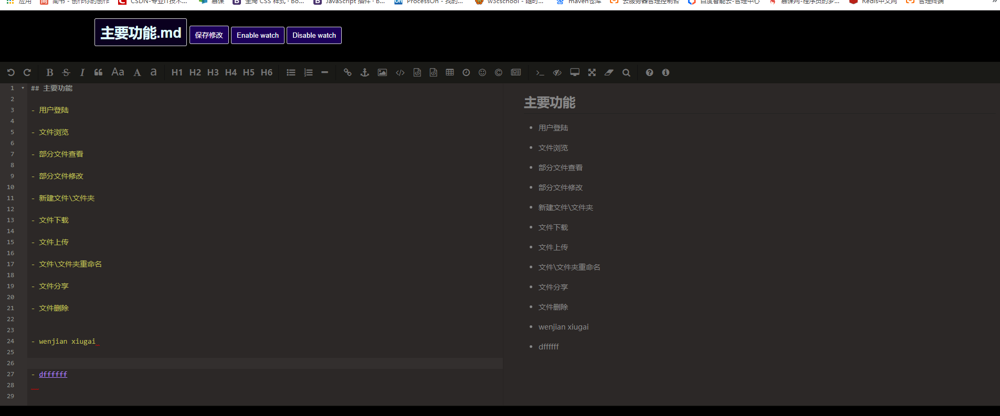 应用 简书 - 创作你的创作 CSDN-专业IT技术... 慕课 全局 CSS 样式 · Bo... JavaScript 插件 · B... ProcessOn - 我的... w3cschool - 随时... maven仓库 云服务器管理控制台 百度智能云-管理中心 慕课网-程序员的梦... Redis中文网 管理终端 »
主要功能.md 保存修改 Enable watch Disable watch
B S I Aa A a H1 H2 H3 H4 H5 H6
1 ## 主要功能
2
3 - 用户登陆
4
5 - 文件浏览
6
7 - 部分文件查看
8
9 - 部分文件修改
10
11 - 新建文件\文件夹
12
13 - 文件下载
14
15 - 文件上传
16
17 - 文件\文件夹重命名
18
19 - 文件分享
20
21 - 文件删除
22
23
24 - wenjian xiugai
25
26
27 - dffffff
28
29
主要功能
• 用户登陆
• 文件浏览
• 部分文件查看
• 部分文件修改
• 新建文件\文件夹
• 文件下载
• 文件上传
• 文件\文件夹重命名
• 文件分享
• 文件删除
• wenjian xiugai
• dffffff